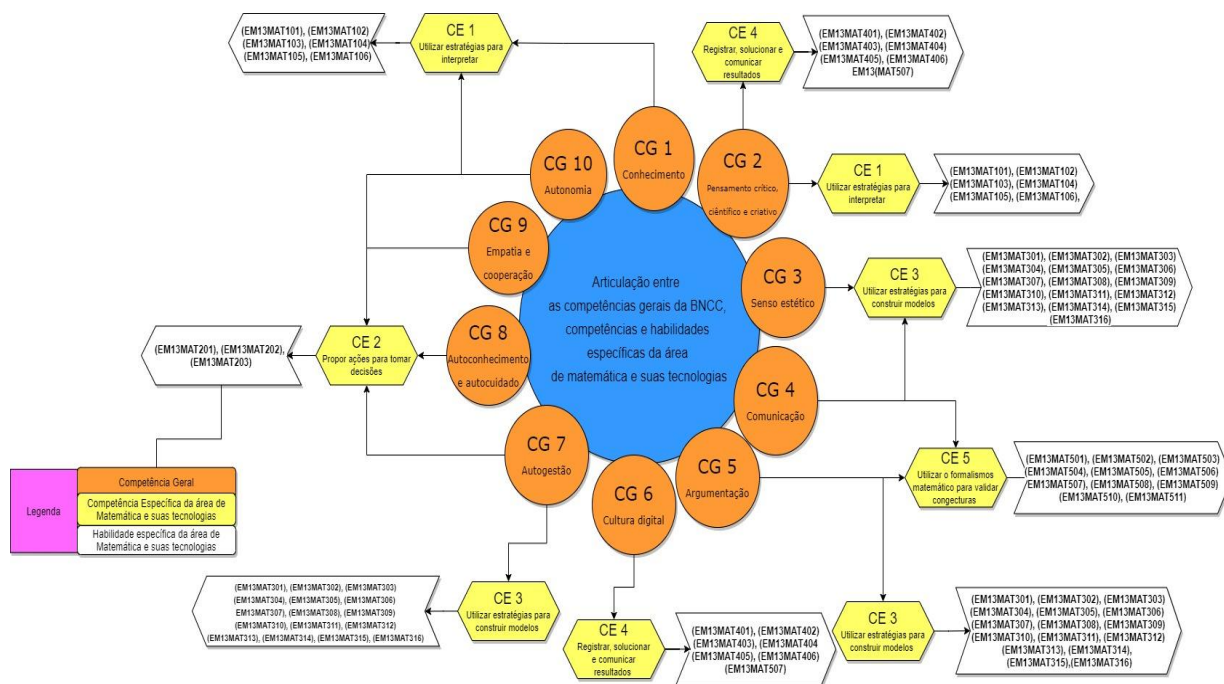 (EM13MAT101), (EM13MAT102)
(EM13MAT103), (EM13MAT104)
(EM13MAT105), (EM13MAT106)
CE 1
Utilizar estratégias para
interpretar
CE 4
Registrar, solucionar e
comunicar
resultados
(EM13MAT401), (EM13MAT402)
(EM13MAT403), (EM13MAT404)
(EM13MAT405), (EM13MAT406)
EM13(MAT507)
CG 10
Autonomia
CG 1
Conhecimento
CG 2
Pensamento crítico,
ciêntífico e criativo
CE 1
Utilizar estratégias para
interpretar
(EM13MAT101), (EM13MAT102)
(EM13MAT103), (EM13MAT104)
(EM13MAT105), (EM13MAT106),
CG 9
Empatia e
cooperação
CG 3
Senso estético
CE 3
Utilizar estratégias para
construir modelos
(EM13MAT301), (EM13MAT302), (EM13MAT303)
(EM13MAT304), (EM13MAT305), (EM13MAT306)
(EM13MAT307), (EM13MAT308), (EM13MAT309)
(EM13MAT310), (EM13MAT311), (EM13MAT312)
(EM13MAT313), (EM13MAT314), (EM13MAT315)
(EM13MAT316)
Articulação entre
as competências gerais da BNCC,
competências e habilidades
específicas da área
de matemática e suas tecnologias
(EM13MAT201), (EM13MAT202),
(EM13MAT203)
CE 2
Propor ações para tomar
decisões
CG 8
Autoconhecimento
e autocuidado
CG 4
Comunicação
CG 7
Autogestão
CG 6
Cultura digital
CG 5
Argumentação
CE 5
Utilizar o formalismos
matemático para validar
congecturas
(EM13MAT501), (EM13MAT502), (EM13MAT503)
(EM13MAT504), (EM13MAT505), (EM13MAT506)
(EM13MAT507), (EM13MAT508), (EM13MAT509)
(EM13MAT510), (EM13MAT511)
Legenda
Competência Geral
Competência Específica da área de
Matemática e suas tecnologias
Habilidade específica da área de
Matemática e suas tecnologias
(EM13MAT301), (EM13MAT302), (EM13MAT303)
(EM13MAT304), (EM13MAT305), (EM13MAT306)
(EM13MAT307), (EM13MAT308), (EM13MAT309)
(EM13MAT310), (EM13MAT311), (EM13MAT312)
(EM13MAT313), (EM13MAT314), (EM13MAT315), (EM13MAT316)
CE 3
Utilizar estratégias para
construir modelos
CE 4
Registrar, solucionar
e comunicar
resultados
(EM13MAT401), (EM13MAT402)
(EM13MAT403), (EM13MAT404
(EM13MAT405), (EM13MAT406)
(EM13MAT507)
CE 3
Utilizar estratégias para
construir modelos
(EM13MAT301), (EM13MAT302), (EM13MAT303)
(EM13MAT304), (EM13MAT305), (EM13MAT306)
(EM13MAT307), (EM13MAT308), (EM13MAT309)
(EM13MAT310), (EM13MAT311), (EM13MAT312)
(EM13MAT313), (EM13MAT314),
(EM13MAT315),(EM13MAT316)